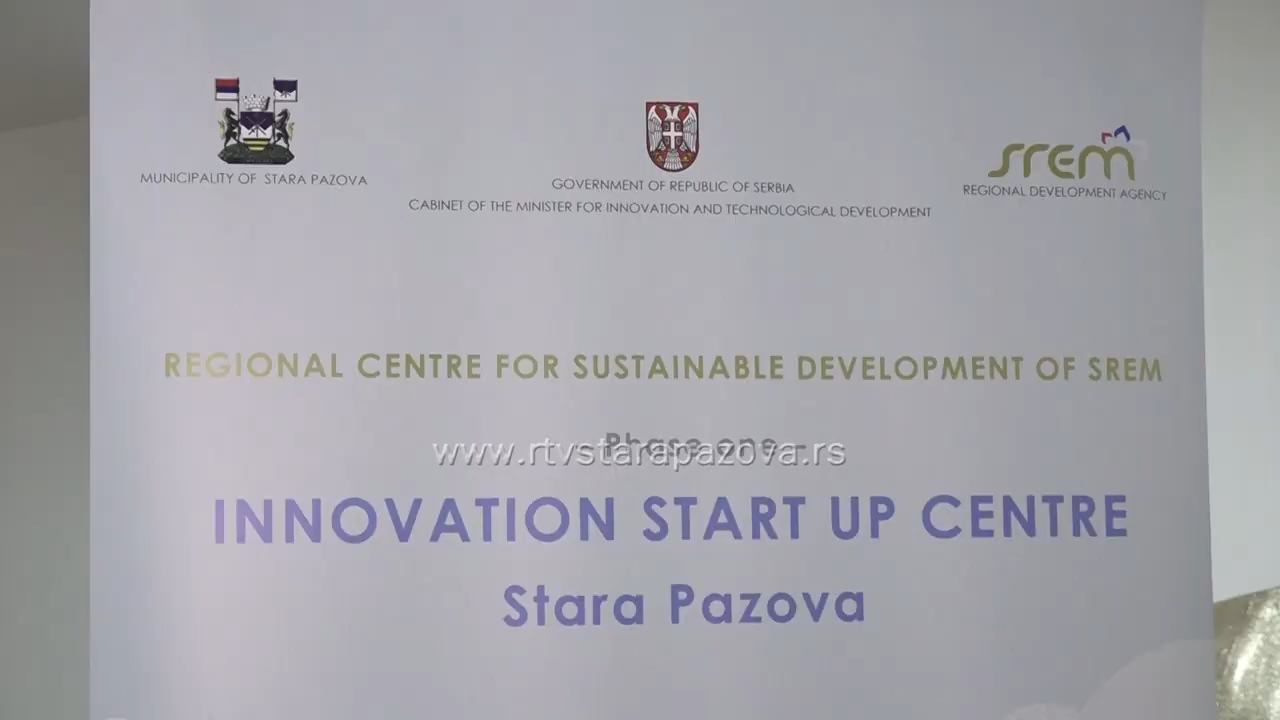 MUNICIPALITY OF STARA PAZOVA
GOVERNMENT OF REPUBLIC OF SERBIA
CABINET OF THE MINISTER FOR INNOVATION AND TECHNOLOGICAL DEVELOPMENT
srem
REGIONAL DEVELOPMENT AGENCY
REGIONAL CENTRE FOR SUSTAINABLE DEVELOPMENT OF SREM
- Phase one -
www.rtvstarapazova.rs
INNOVATION START UP CENTRE
Stara Pazova